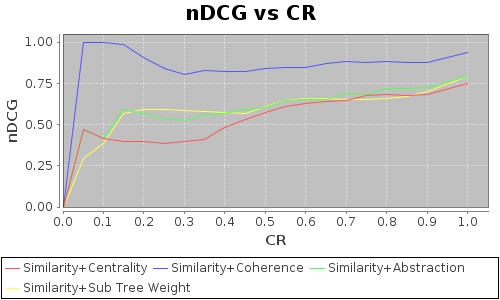 nDCG vs CR
1.00
0.75
0.50
0.25
0.00
nDCG
0.0 0.1 0.2 0.3 0.4 0.5 0.6 0.7 0.8 0.9 1.0
CR
Similarity+Centrality Similarity+Coherence Similarity+Abstraction
Similarity+Sub Tree Weight